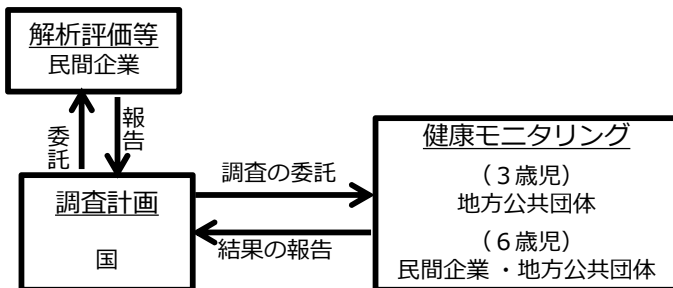 解析評価等
民間企業
委託
報告
調査計画
国
調査の委託
結果の報告
健康モニタリング
（３歳児）
地方公共団体
（６歳児）
民間企業・地方公共団体